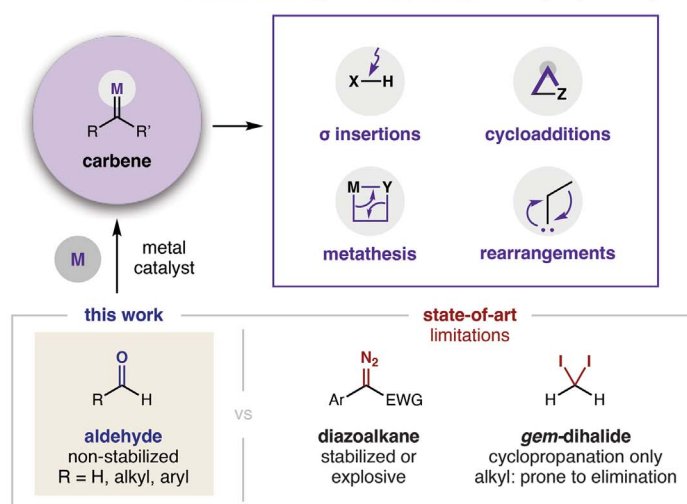 M
R R'
carbene
X H
σ insertions
Z
cycloadditions
M Y
metathesis
rearrangements
M
metal
catalyst
this work
O
R H
aldehyde
non-stabilized
R = H, alkyl, aryl
vs
state-of-art
limitations
N2
Ar EWG
diazoalkane
stabilized or
explosive
I I
H H
gem-dihalide
cyclopropanation only
alkyl: prone to elimination